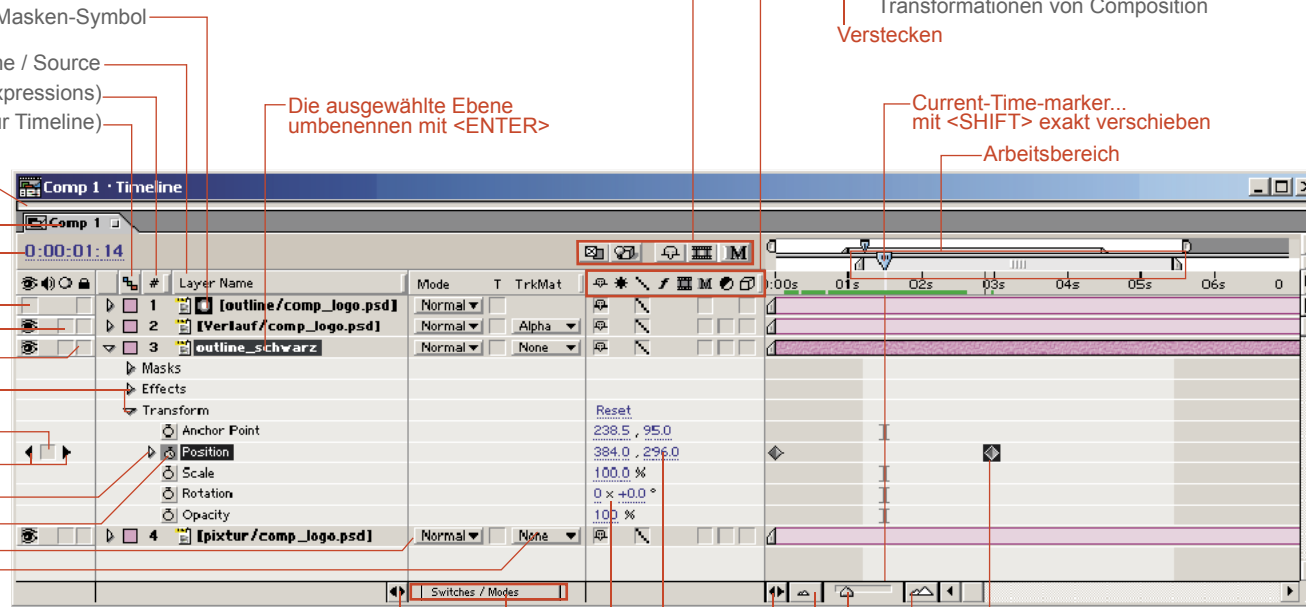 Masken-Symbol
Transformationen von Composition
Verstecken
/ Source
Die ausgewählte Ebene
umbenennen mit <ENTER>
Current-Time-marker...
mit <SHIFT> exakt verschieben
Timeline)
Arbeitsbereich
Comp 1 · Timeline
Comp 1
0:00:01:14
M
# Layer Name Mode T TrkMat M :00s 01s 02s 03s 04s 05s 06s 0
1 [outline/comp_logo.psd] Normal
2 [Verlauf/comp_logo.psd] Normal Alpha
3 outline_schwarz Normal None
Masks
Effects
Transform Reset
Anchor Point 238.5 , 95.0
Position 384.0 , 296.0
Scale 100.0 %
Rotation 0 x +0.0 °
Opacity 100 %
4 [pixtur/comp_logo.psd] Normal None
Switches / Modes